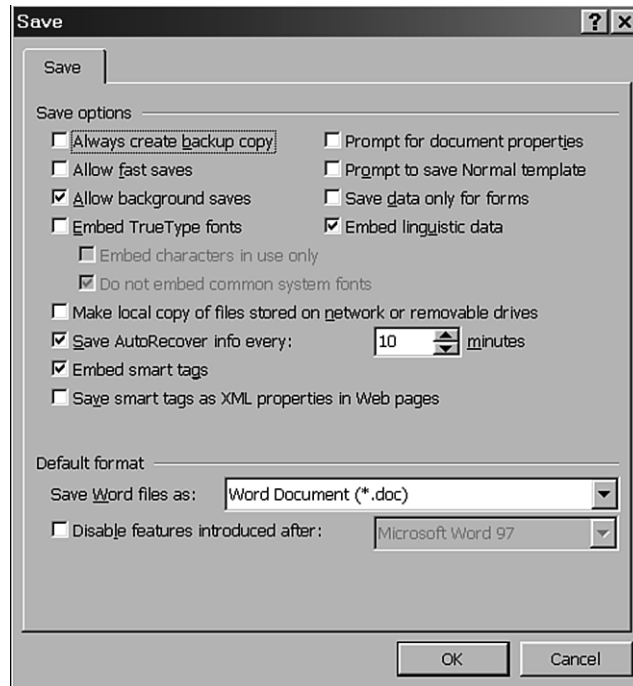 Save
Save
Save options
Always create backup copy
Prompt for document properties
Allow fast saves
Prompt to save Normal template
Allow background saves
Save data only for forms
Embed TrueType fonts
Embed linguistic data
Embed characters in use only
Do not embed common system fonts
Make local copy of files stored on network or removable drives
Save AutoRecover info every: 10 minutes
Embed smart tags
Save smart tags as XML properties in Web pages
Default format
Save Word files as: Word Document (*.doc)
Disable features introduced after: Microsoft Word 97
OK Cancel